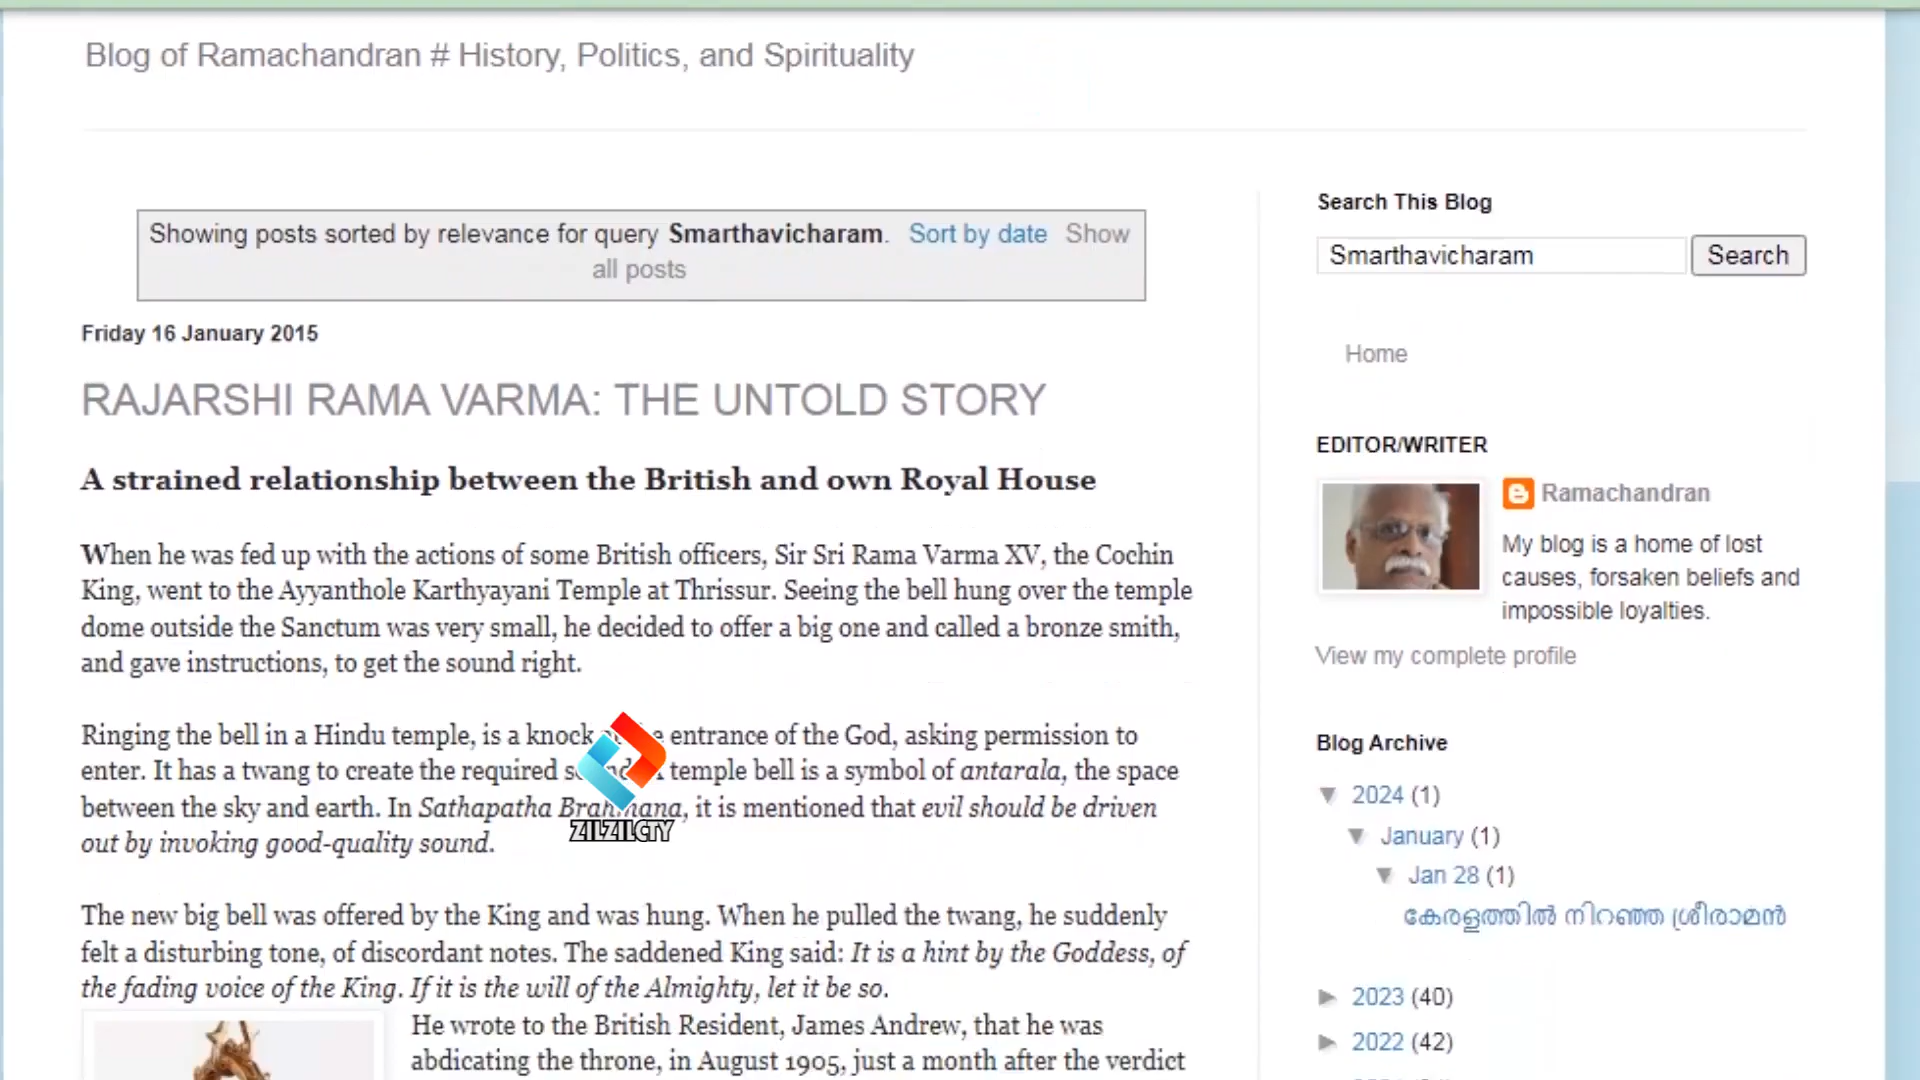 Blog of Ramachandran # History, Politics, and Spirituality
Showing posts sorted by relevance for query Smarthavicharam. Sort by date Show
all posts
Friday 16 January 2015
RAJARSHI RAMA VARMA: THE UNTOLD STORY
A strained relationship between the British and own Royal House
When he was fed up with the actions of some British officers, Sir Sri Rama Varma XV, the Cochin
King, went to the Ayyanthole Karthyayani Temple at Thrissur. Seeing the bell hung over the temple
dome outside the Sanctum was very small, he decided to offer a big one and called a bronze smith,
and gave instructions, to get the sound right.
Ringing the bell in a Hindu temple, is a knock entrance of the God, asking permission to
enter. It has a twang to create the required temple bell is a symbol of antarala, the space
between the sky and earth. In Sathapatha Brahmana, it is mentioned that evil should be driven
out by invoking good-quality sound.
ZILZILCTY
The new big bell was offered by the King and was hung. When he pulled the twang, he suddenly
felt a disturbing tone, of discordant notes. The saddened King said: It is a hint by the Goddess, of
the fading voice of the King. If it is the will of the Almighty, let it be so.
He wrote to the British Resident, James Andrew, that he was
abdicating the throne, in August 1905, just a month after the verdict
Search This Blog
Smarthavicharam Search
Home
EDITOR/WRITER
Ramachandran
My blog is a home of lost
causes, forsaken beliefs and
impossible loyalties.
View my complete profile
Blog Archive
▼ 2024 (1)
▼ January (1)
▼ Jan 28 (1)
കേരളത്തിൽ നിറഞ്ഞ ശ്രീരാമൻ
► 2023 (40)
► 2022 (42)